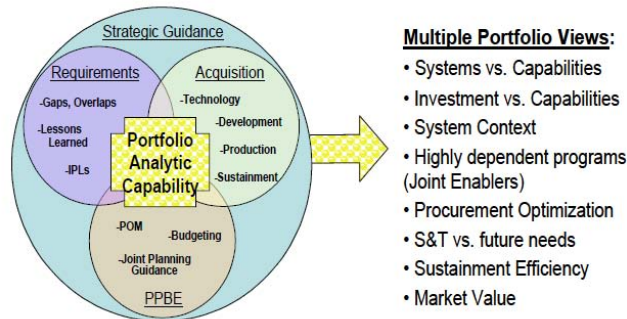 Strategic Guidance
Requirements
-Gaps, Overlaps
-Lessons
Learned
-IPLs
Acquisition
-Technology
-Development
-Production
-Sustainment
Portfolio
Analytic
Capability
-POM
-Budgeting
-Joint Planning
Guidance
PPBE
Multiple Portfolio Views:
• Systems vs. Capabilities
• Investment vs. Capabilities
• System Context
• Highly dependent programs
(Joint Enablers)
• Procurement Optimization
• S&T vs. future needs
• Sustainment Efficiency
• Market Value